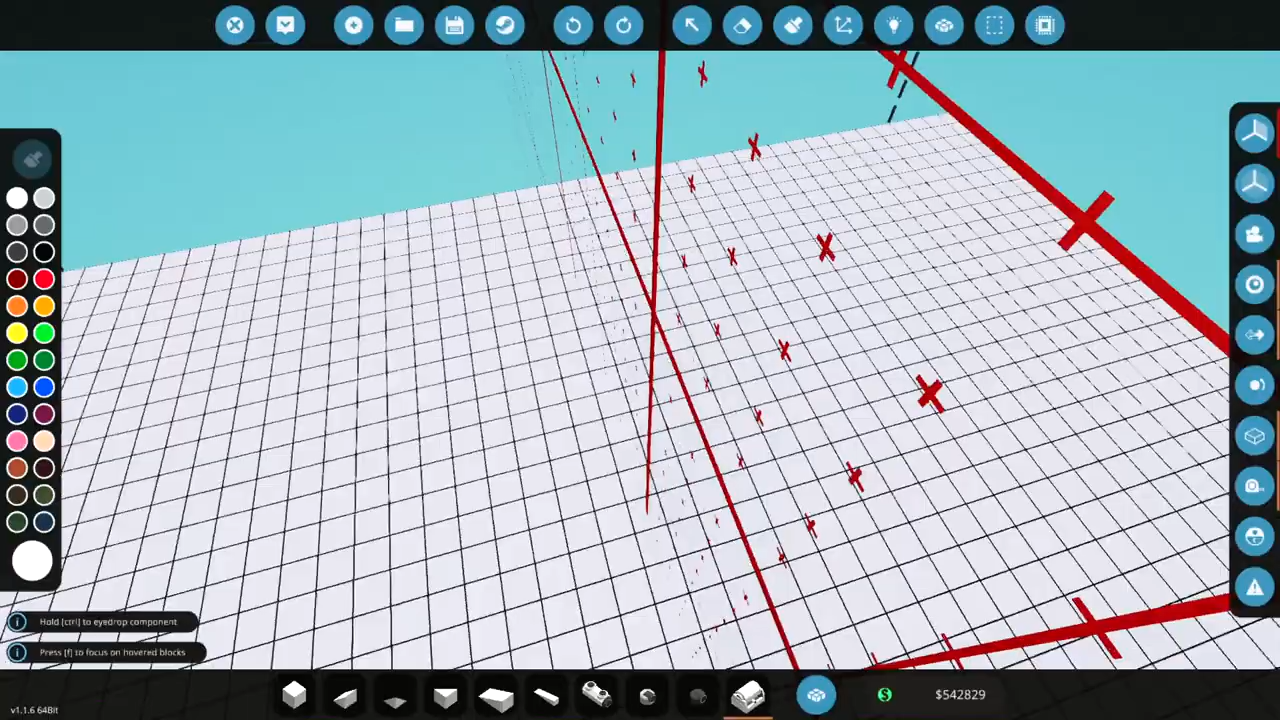 Hold [ctrl] to eyedrop component
Press [f] to focus on hovered blocks
v1.1.6 64Bit
$
$542829